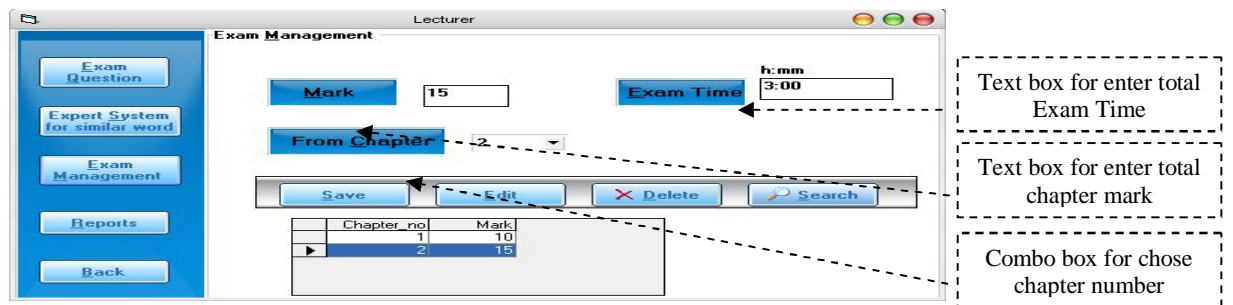 Lecturer
Exam Management
Exam
Question
Expert System
for similar word
Exam
Management
Reports
Back
Mark
15
Exam Time
h:mm
3:00
From Chapter
2
Save
Edit
Delete
Search
Chapter_no Mark
1 10
2 15
Text box for enter total
Exam Time
Text box for enter total
chapter mark
Combo box for chose
chapter number